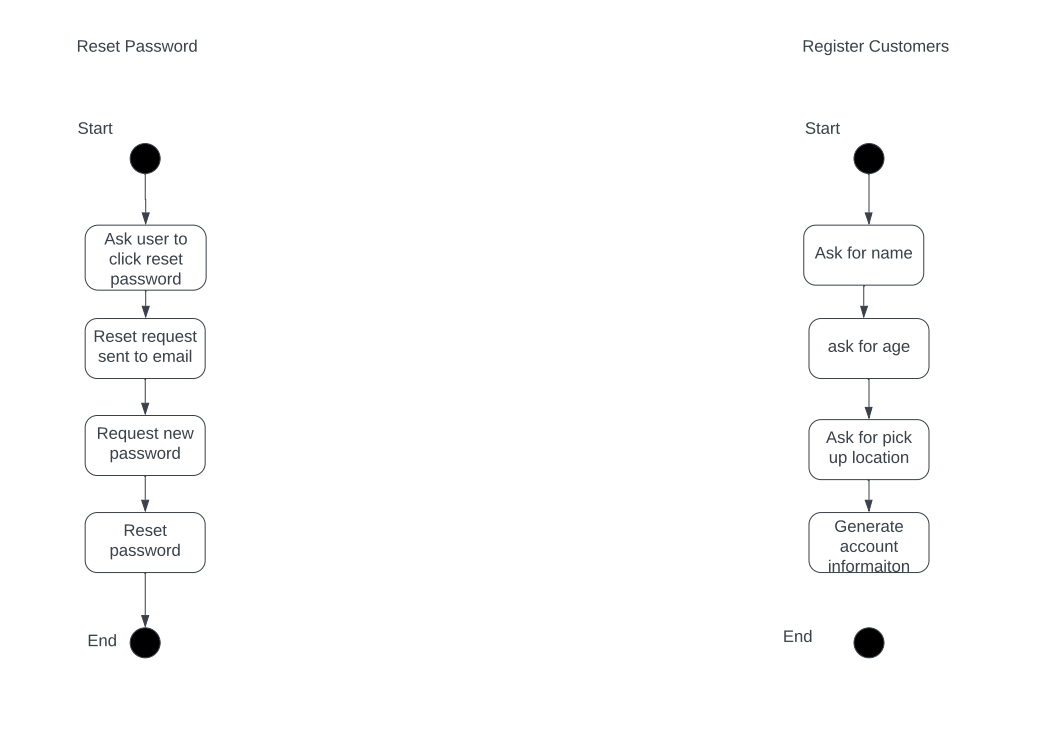 Reset Password
Start
Ask user to
click reset
password
Reset request
sent to email
Request new
password
Reset
password
End
Register Customers
Start
Ask for name
ask for age
Ask for pick
up location
Generate
account
informaiton
End